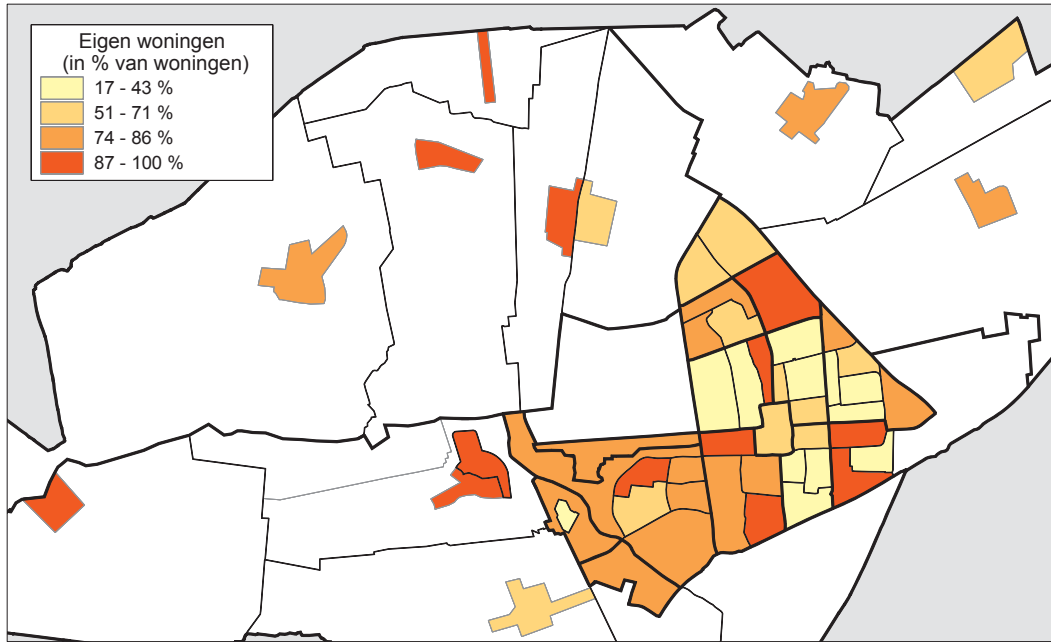 Eigen woningen
(in % van woningen)
17 - 43 %
51 - 71 %
74 - 86 %
87 - 100 %